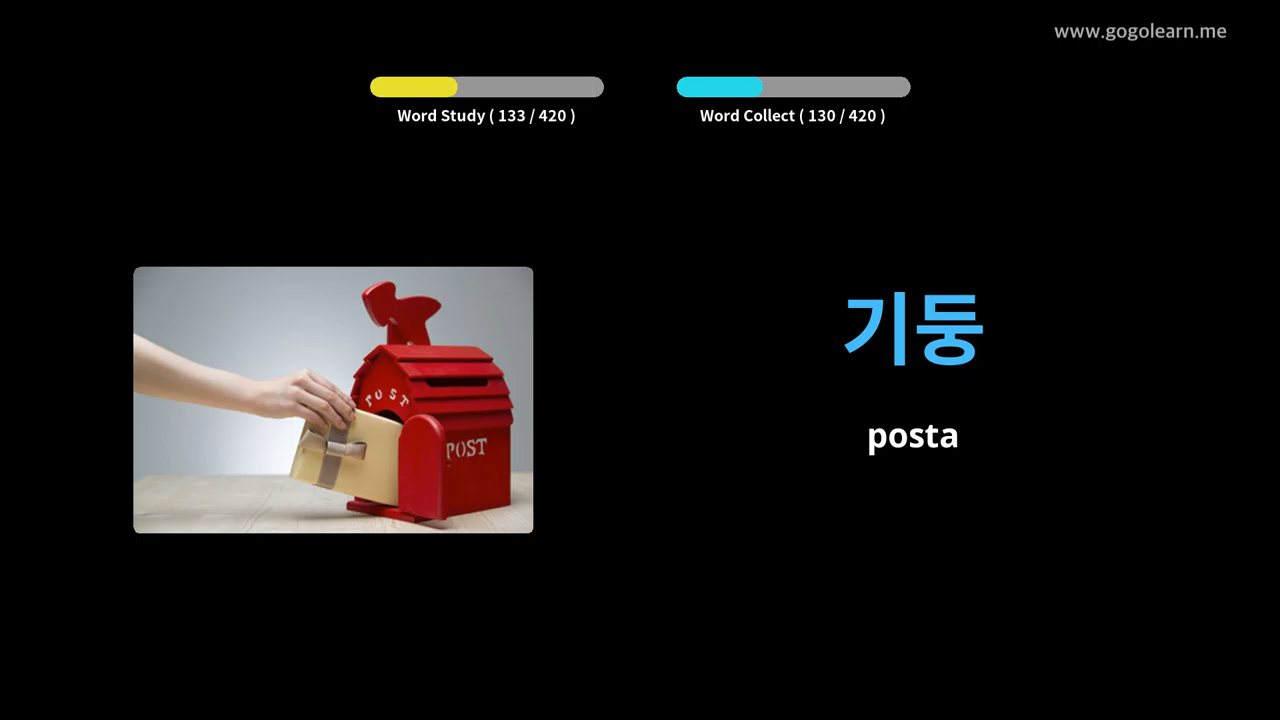 www.gogolearn.me
Word Study ( 133 / 420 )
Word Collect ( 130 / 420 )
POST
POST
기둥
posta